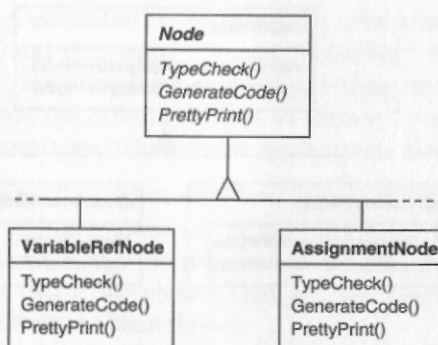 Node
TypeCheck()
GenerateCode()
PrettyPrint()
VariableRefNode
TypeCheck()
GenerateCode()
PrettyPrint()
AssignmentNode
TypeCheck()
GenerateCode()
PrettyPrint()